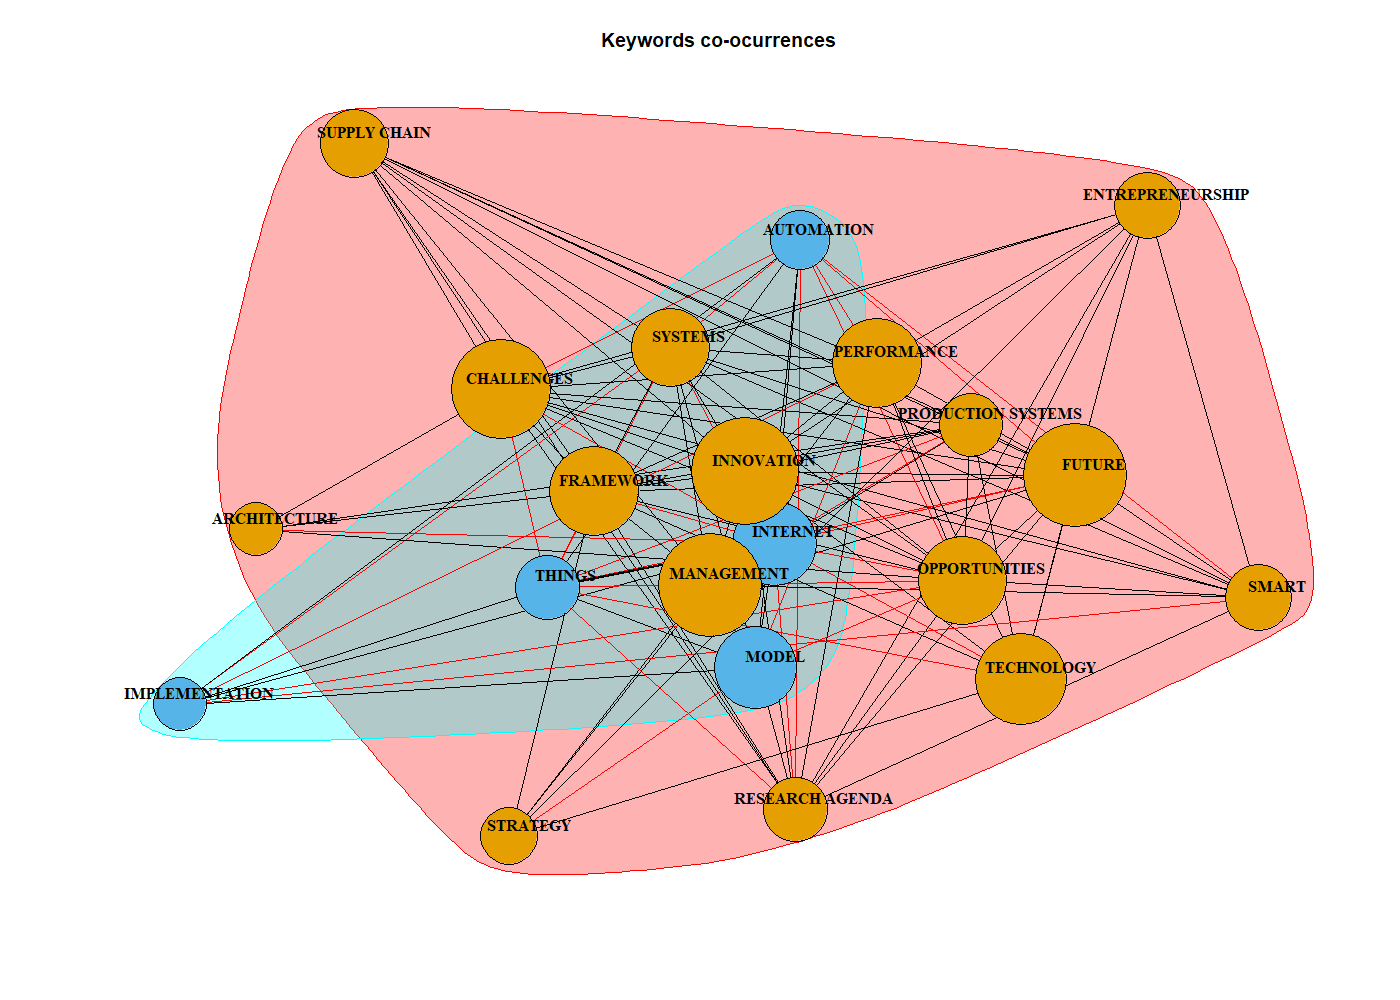 Keywords co-ocurrences
SUPPLY CHAIN
ENTREPRENEURSHIP
AUTOMATION
SYSTEMS
PERFORMANCE
CHALLENGES
PRODUCTION SYSTEMS
INNOVATION
FUTURE
FRAMEWORK
ARCHITECTURE
INTERNET
OPPORTUNITIES
THINGS
MANAGEMENT
SMART
MODEL
TECHNOLOGY
IMPLEMENTATION
RESEARCH AGENDA
STRATEGY